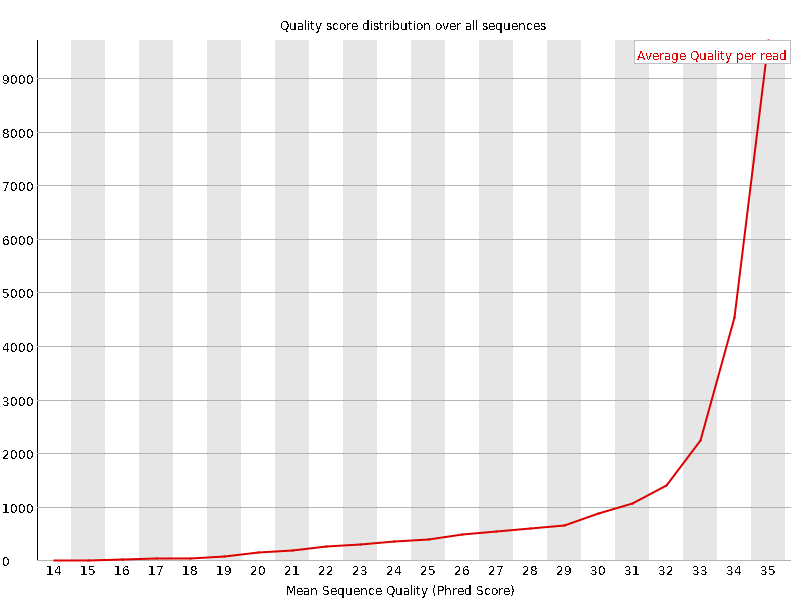 Quality score distribution over all sequences
Average Quality per read
9000
8000
7000
6000
5000
4000
3000
2000
1000
0
14 15 16 17 18 19 20 21 22 23 24 25 26 27 28 29 30 31 32 33 34 35
Mean Sequence Quality (Phred Score)